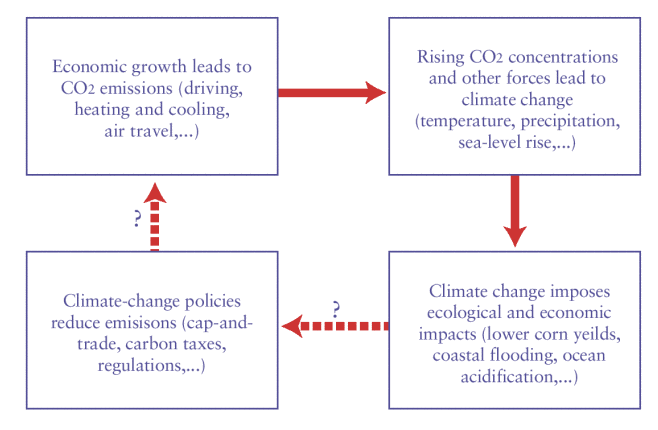 Economic growth leads to
CO2 emissions (driving,
heating and cooling,
air travel,...)
Rising CO2 concentrations
and other forces lead to
climate change
(temperature, precipitation,
sea-level rise,...)
?
?
Climate-change policies
reduce emisisons (cap-and-
trade, carbon taxes,
regulations,...)
Climate change imposes
ecological and economic
impacts (lower corn yeilds,
coastal flooding, ocean
acidification,...)